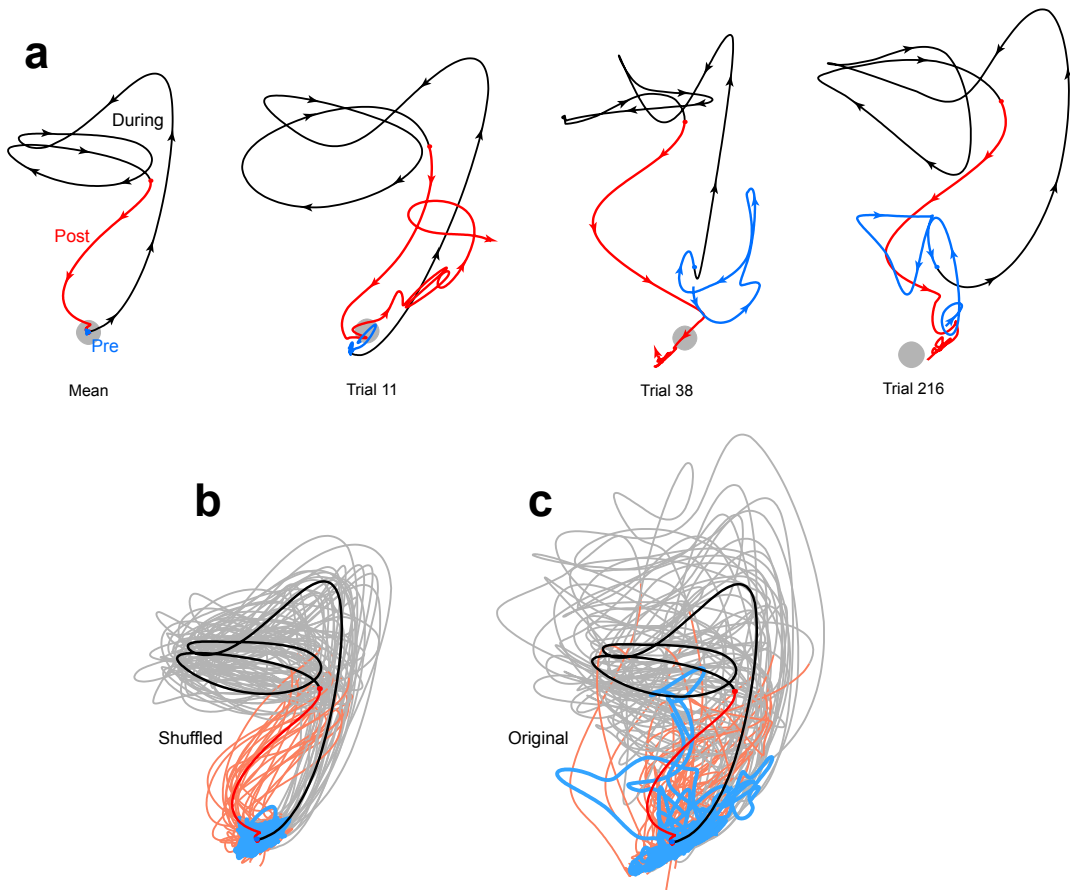 a
During
Post
Pre
Mean
Trial 11
Trial 38
Trial 216
b
c
Shuffled
Original